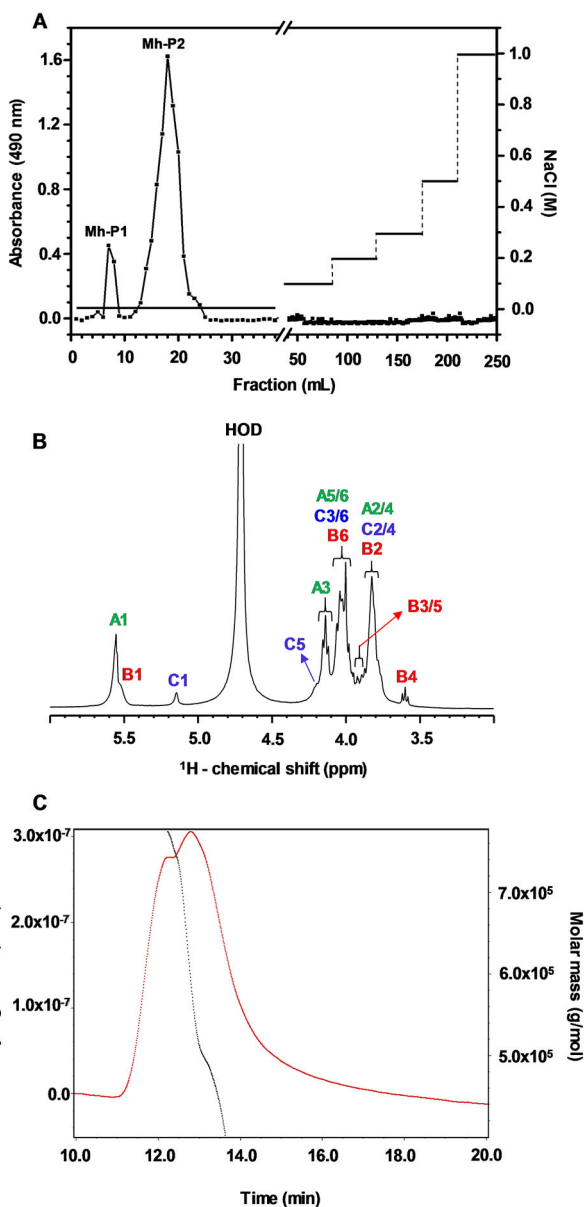 A
Mh-P2
Mh-P1
Absorbance (490 nm)
1.6
1.2
0.8
0.4
0.0
NaCl (M)
1.0
0.8
0.6
0.4
0.2
0.0
0 10 20 30 50 100 150 200 250
Fraction (mL)
B
HOD
A5/6 A2/4
C3/6 C2/4
B6 B2
A3
B3/5
A1
B1
C1
C5
B4
5.5 5.0 4.5 4.0 3.5
¹H - chemical shift (ppm)
C
3.0x10⁻⁷
2.0x10⁻⁷
1.0x10⁻⁷
0.0
7.0x10⁵
6.0x10⁵
5.0x10⁵
Molar mass (g/mol)
10.0 12.0 14.0 16.0 18.0 20.0
Time (min)